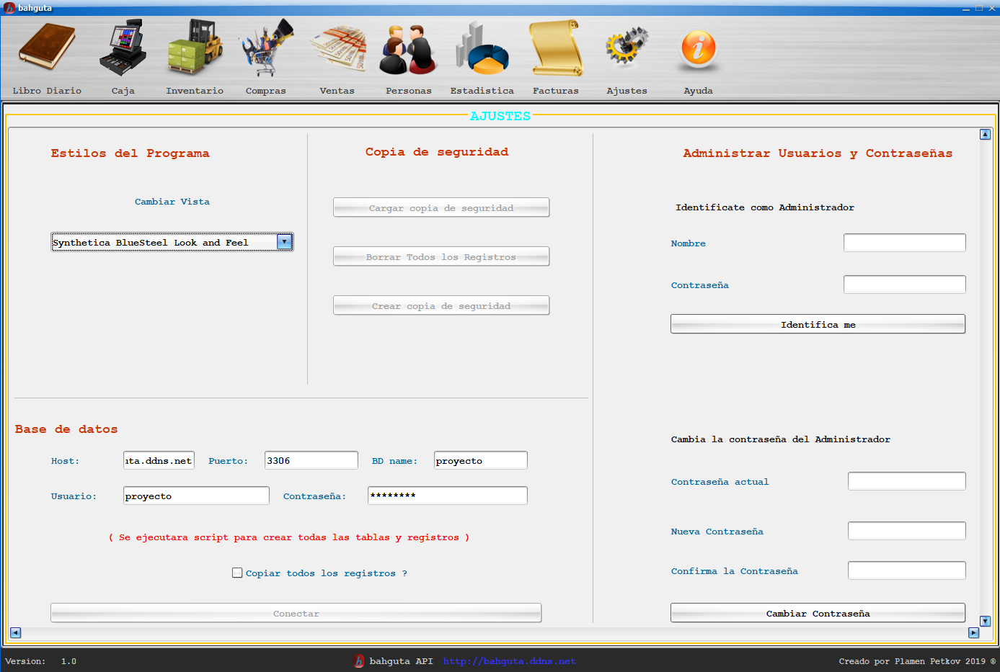 bahguta
Libro Diario
Caja
Inventario
Compras
Ventas
Personas
Estadistica
Facturas
Ajustes
Ayuda
AJUSTES
Estilos del Programa
Cambiar Vista
Synthetica BlueSteel Look and Feel
Copia de seguridad
Cargar copia de seguridad
Borrar Todos los Registros
Crear copia de seguridad
Administrar Usuarios y Contraseñas
Identificate como Administrador
Nombre
Contraseña
Identifica me
Base de datos
Host: uta.ddns.net Puerto: 3306 BD name: proyecto
Usuario: proyecto Contraseña: ********
( Se ejecutara script para crear todas las tablas y registros )
Copiar todos los registros ?
Conectar
Cambia la contraseña del Administrador
Contraseña actual
Nueva Contraseña
Confirma la Contraseña
Cambiar Contraseña
Version: 1.0
bahguta API http://bahguta.ddns.net
Creado por Plamen Petkov 2019 ®